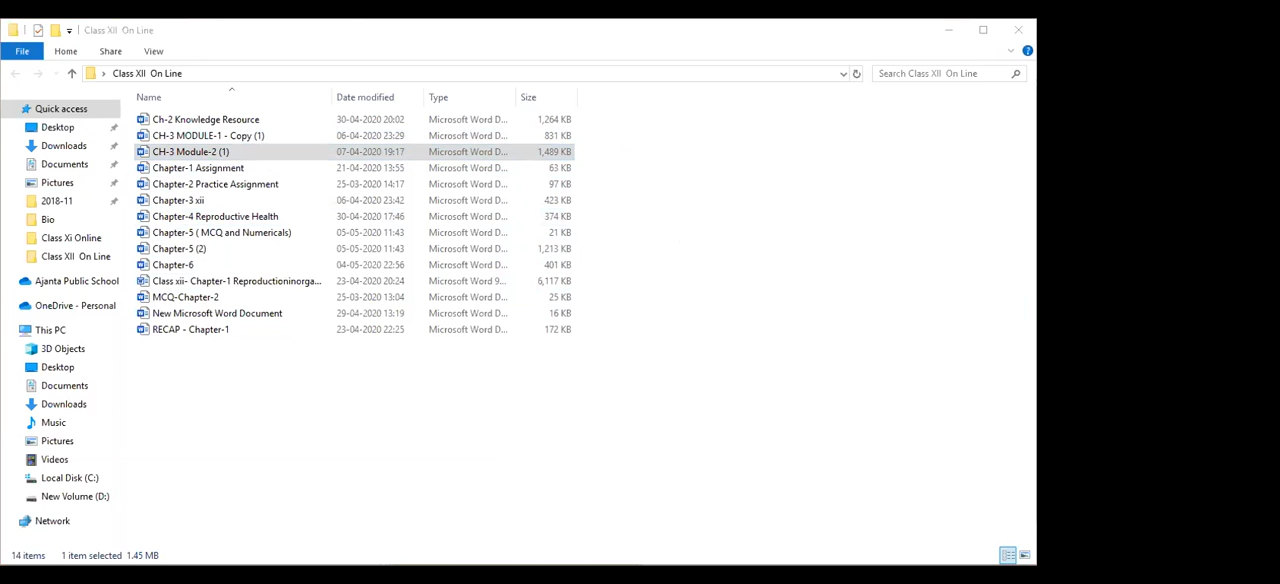 Class XII  On Line
File Home Share View
Class XII  On Line Search Class XII  On Line
Name Date modified Type Size
Quick access
Desktop
Downloads
Documents
Pictures
2018-11
Bio
Class Xi Online
Class XII  On Line
Ajanta Public School
OneDrive - Personal
This PC
3D Objects
Desktop
Documents
Downloads
Music
Pictures
Videos
Local Disk (C:)
New Volume (D:)
Network
Ch-2 Knowledge Resource 30-04-2020 20:02 Microsoft Word D... 1,264 KB
CH-3 MODULE-1 - Copy (1) 06-04-2020 23:29 Microsoft Word D... 831 KB
CH-3 Module-2 (1) 07-04-2020 19:17 Microsoft Word D... 1,489 KB
Chapter-1 Assignment 21-04-2020 13:55 Microsoft Word D... 63 KB
Chapter-2 Practice Assignment 25-03-2020 14:17 Microsoft Word D... 97 KB
Chapter-3 xii 06-04-2020 23:42 Microsoft Word D... 423 KB
Chapter-4 Reproductive Health 30-04-2020 17:46 Microsoft Word D... 374 KB
Chapter-5 ( MCQ and Numericals) 05-05-2020 11:43 Microsoft Word D... 21 KB
Chapter-5 (2) 05-05-2020 11:43 Microsoft Word D... 1,213 KB
Chapter-6 04-05-2020 22:56 Microsoft Word D... 401 KB
Class xii- Chapter-1 Reproductioninorga... 23-04-2020 20:24 Microsoft Word 9... 6,117 KB
MCQ-Chapter-2 25-03-2020 13:04 Microsoft Word D... 25 KB
New Microsoft Word Document 29-04-2020 13:19 Microsoft Word D... 16 KB
RECAP - Chapter-1 23-04-2020 22:25 Microsoft Word D... 172 KB
14 items 1 item selected 1.45 MB